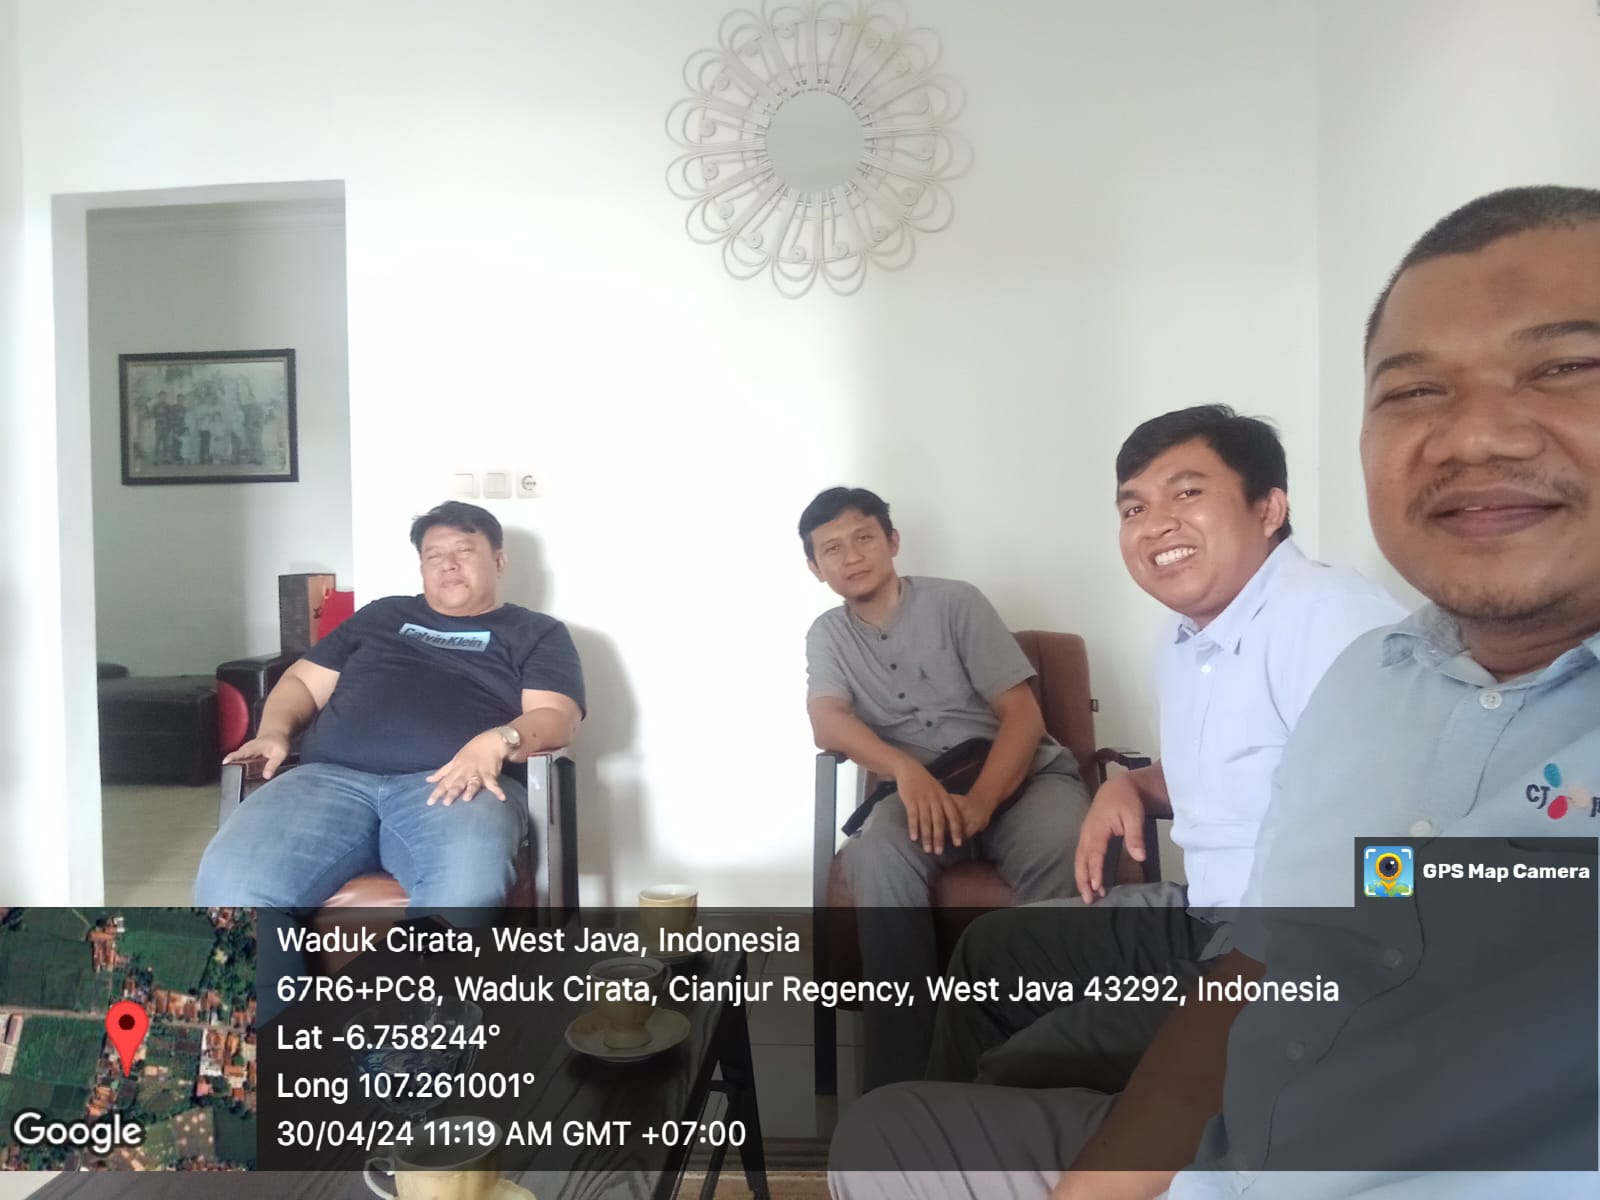 Calvin Klein
CJ
GPS Map Camera
Waduk Cirata, West Java, Indonesia
67R6+PC8, Waduk Cirata, Cianjur Regency, West Java 43292, Indonesia
Lat -6.758244°
Long 107.261001°
30/04/24 11:19 AM GMT +07:00
Google